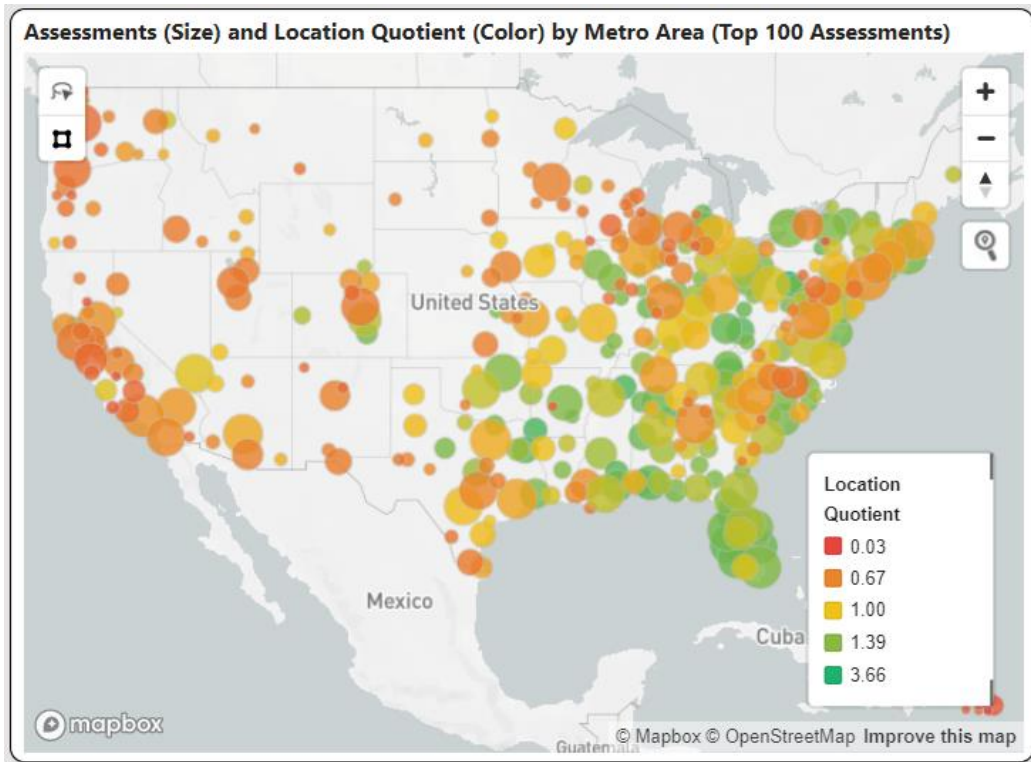 Assessments (Size) and Location Quotient (Color) by Metro Area (Top 100 Assessments)
United States
Mexico
Cuba
Guatemala
Location
Quotient
0.03
0.67
1.00
1.39
3.66
mapbox
© Mapbox © OpenStreetMap Improve this map